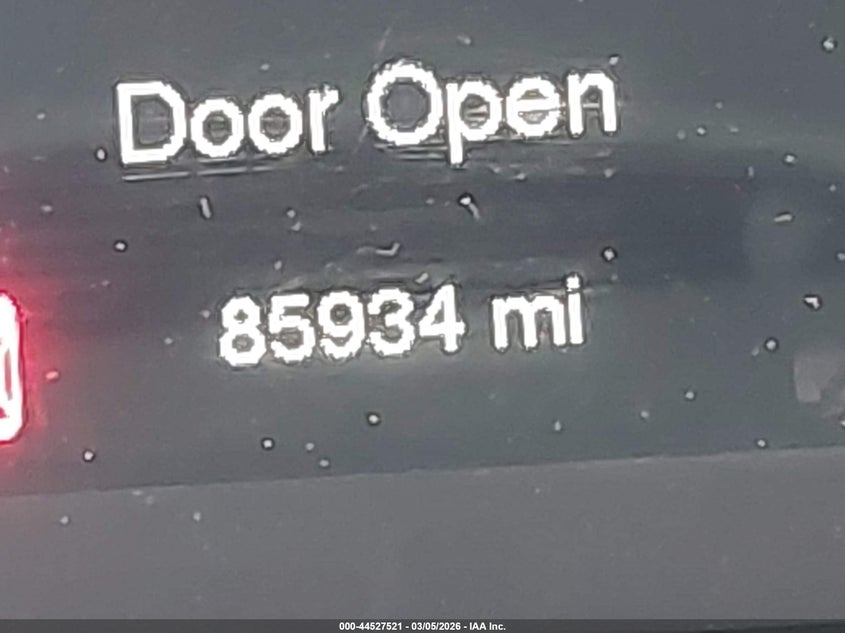 Door Open
85934 mi
000-44527521 - 03/05/2026 - IAA Inc.